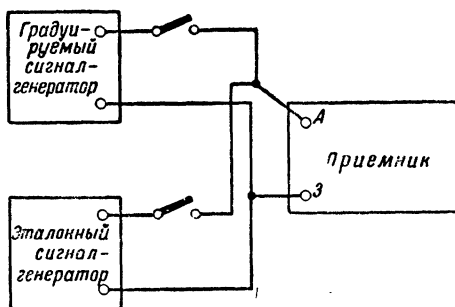 Градуи-
руемый
сигнал-
генератор
А
Приемник
З
Эталонный
сигнал-
генератор